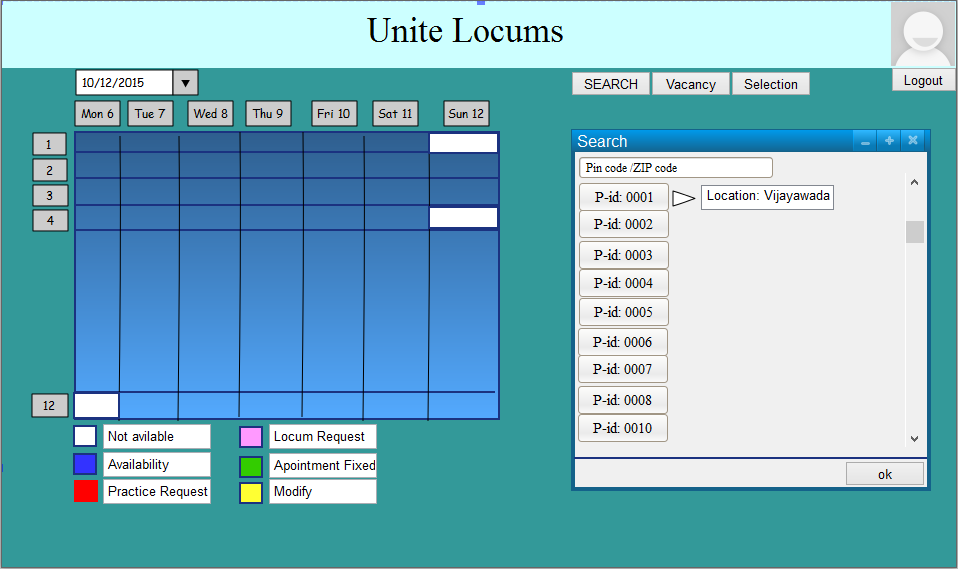 Unite Locums
Logout
10/12/2015
SEARCH
Vacancy
Selection
Mon 6
Tue 7
Wed 8
Thu 9
Fri 10
Sat 11
Sun 12
1
2
3
4
12
Not avilable
Locum Request
Availability
Apointment Fixed
Practice Request
Modify
Search
Pin code /ZIP code
P-id: 0001
Location: Vijayawada
P-id: 0002
P-id: 0003
P-id: 0004
P-id: 0005
P-id: 0006
P-id: 0007
P-id: 0008
P-id: 0010
ok